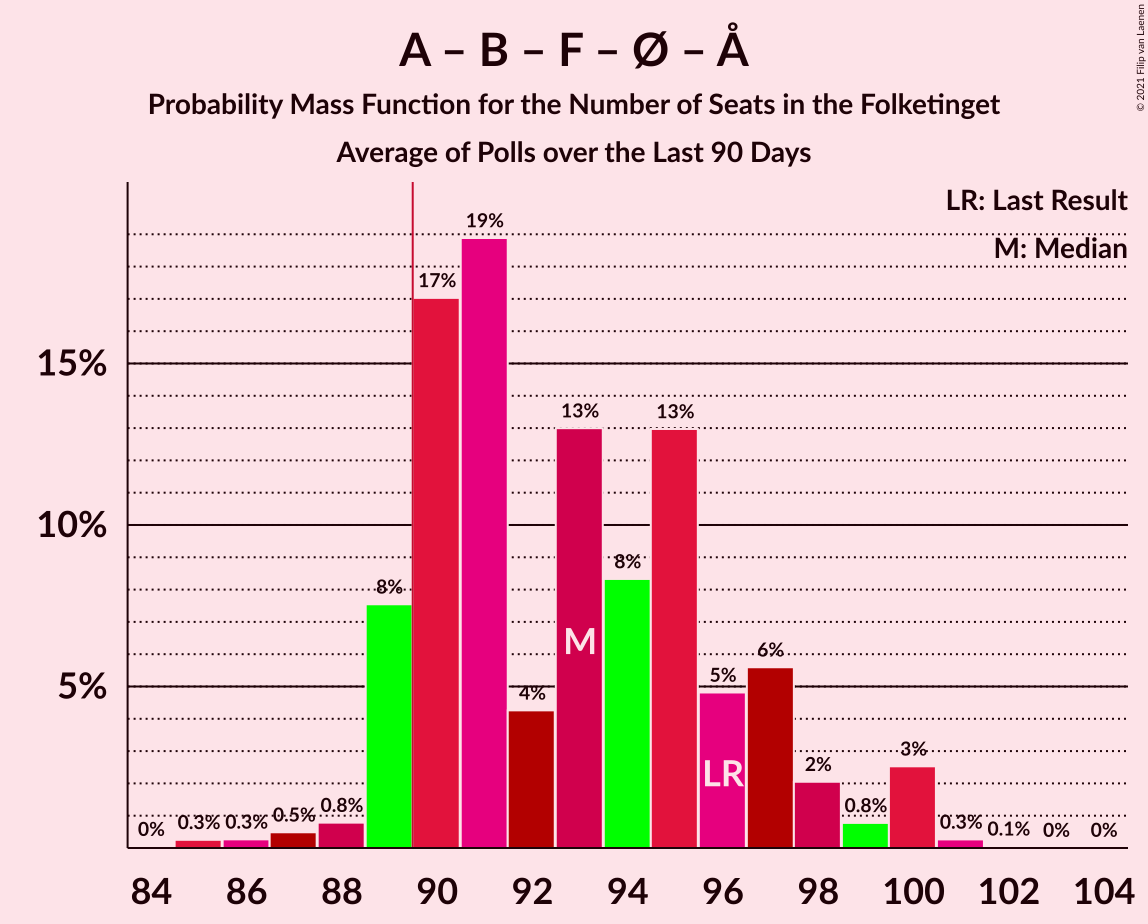 A – B – F – Ø – Å
Probability Mass Function for the Number of Seats in the Folketinget
Average of Polls over the Last 90 Days
© 2021 Filip van Laenen
LR: Last Result
M: Median
15%
10%
5%
0%
0.3%
0.3%
0.5%
0.8%
8%
17%
19%
4%
13%
8%
13%
5%
6%
2%
0.8%
3%
0.3%
0.1%
0%
0%
M
LR
84 86 88 90 92 94 96 98 100 102 104